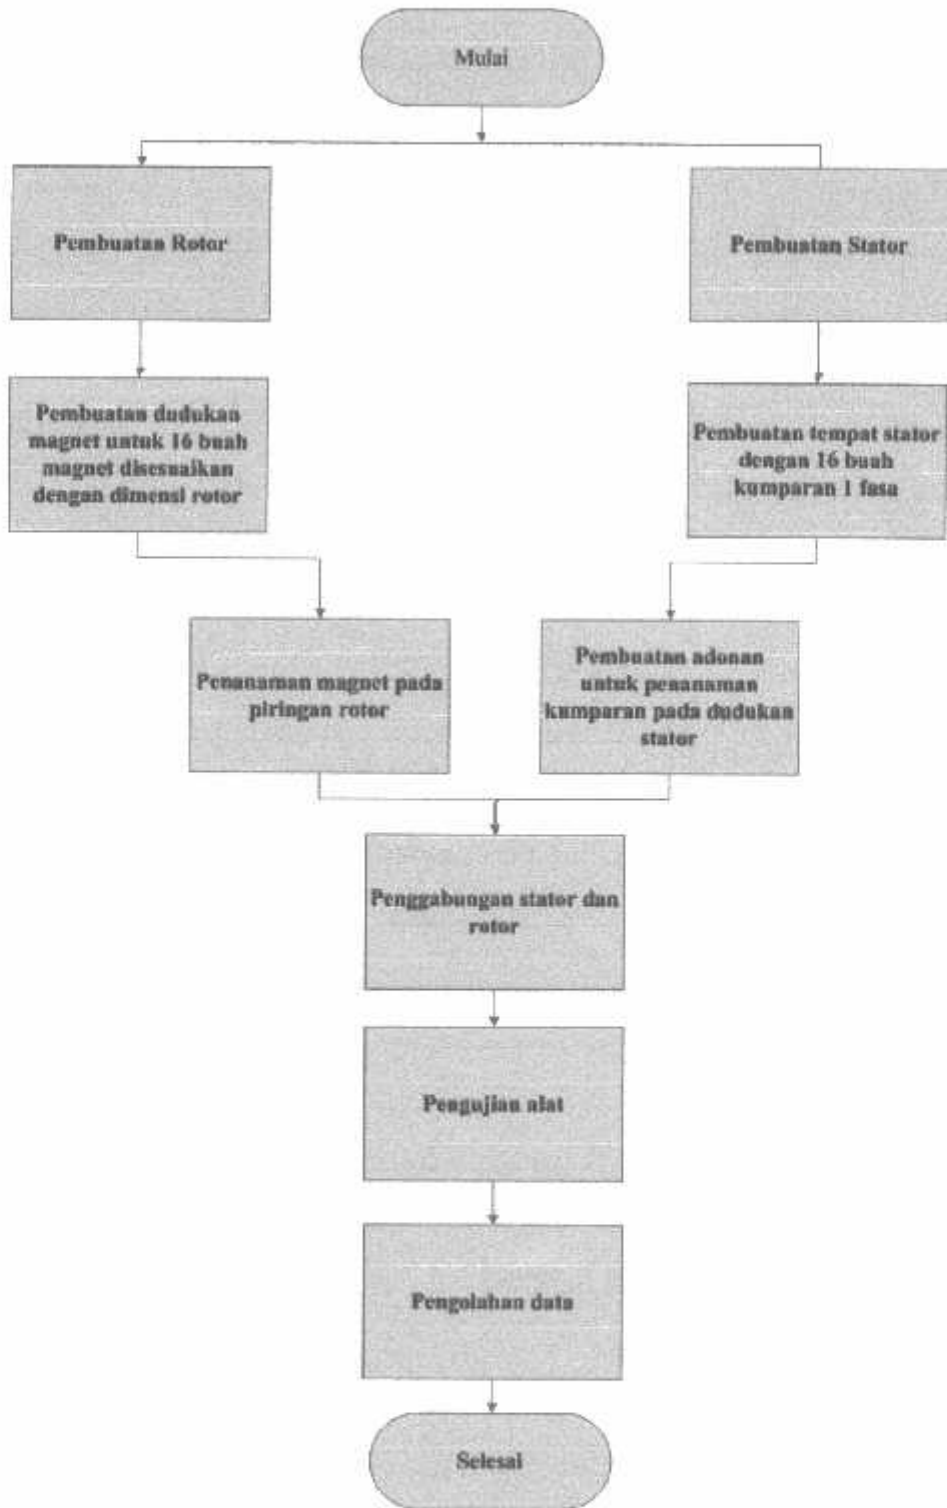 Mulai
Pembuatan Rotor
Pembuatan Stator
Pembuatan dudukan
magnet untuk 16 buah
magnet disesuaikan
dengan dimensi rotor
Pembuatan tempat stator
dengan 16 buah
kumparan 1 fasa
Penanaman magnet pada
piringan rotor
Pembuatan adonan
untuk penanaman
kumparan pada dudukan
stator
Penggabungan stator dan
rotor
Pengujian alat
Pengolahan data
Selesai